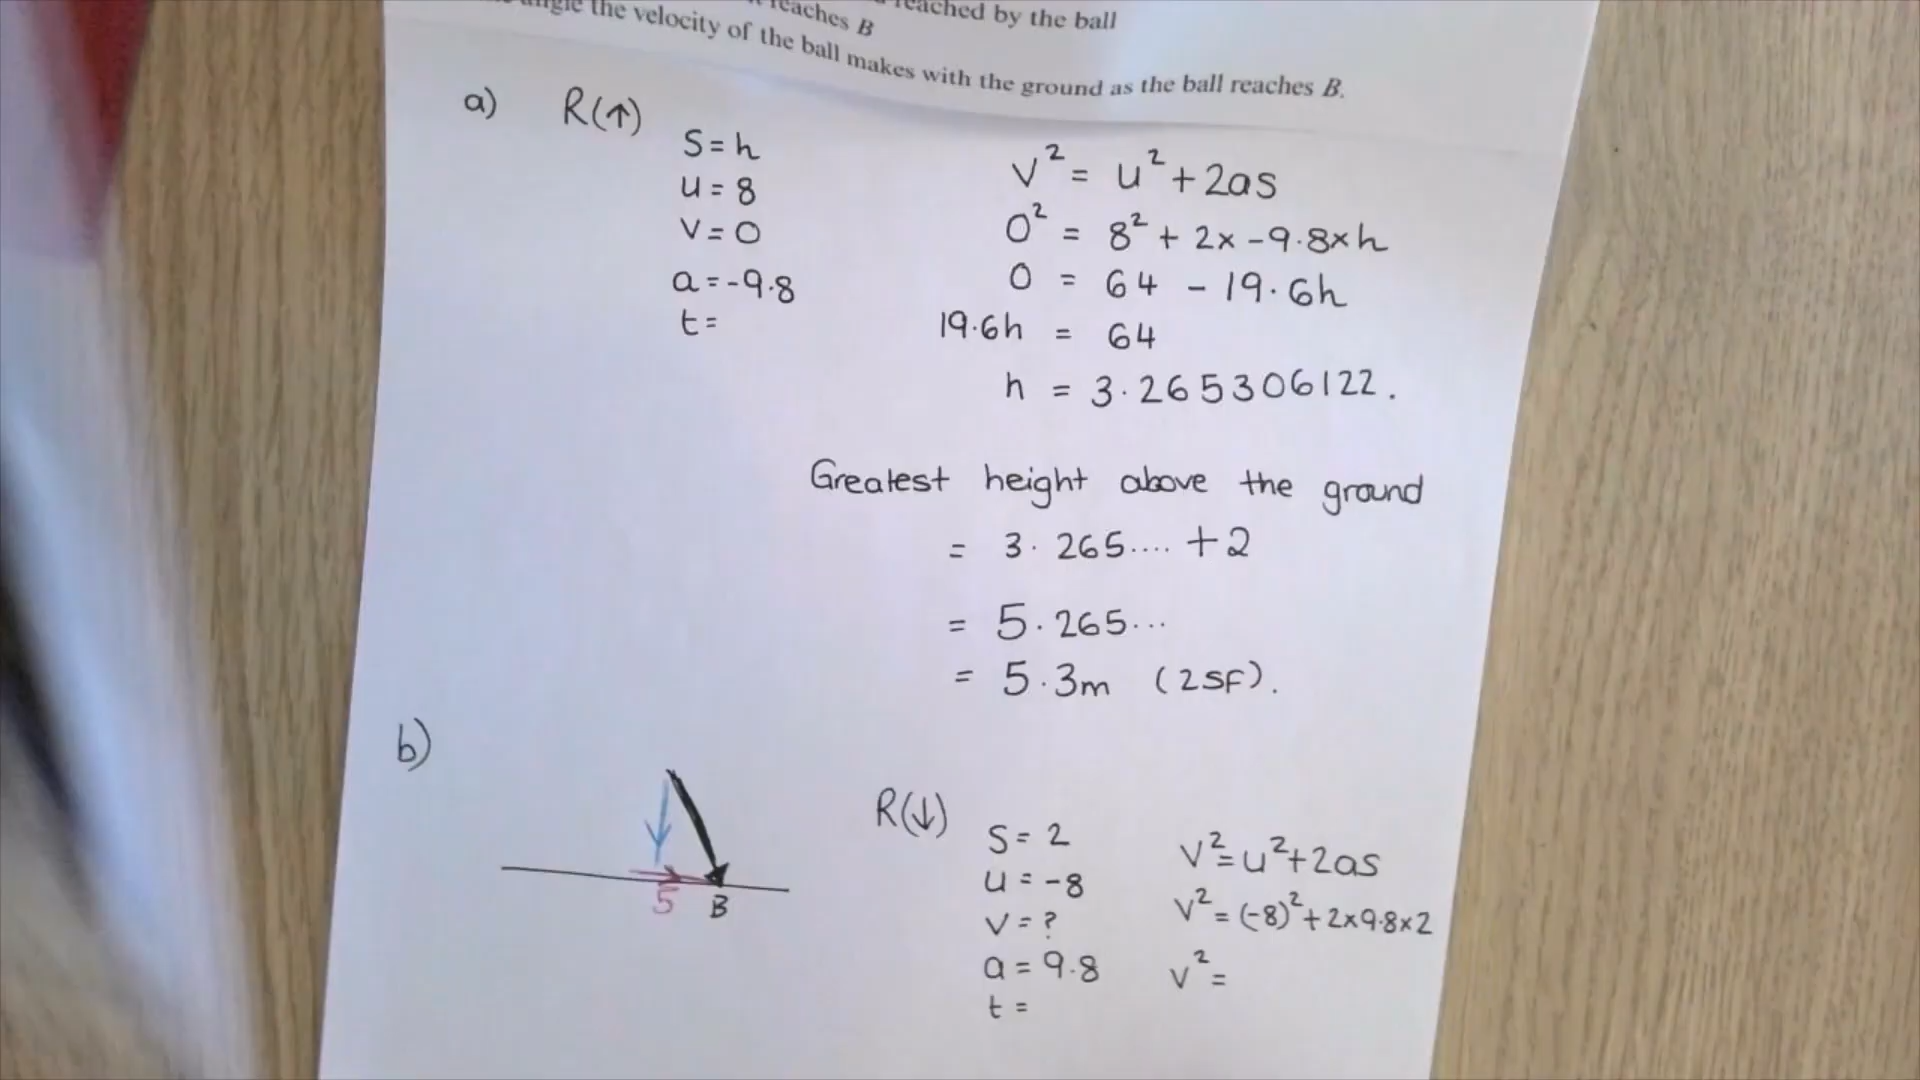 reaches B
reached by the ball
angle the velocity of the ball makes with the ground as the ball reaches B.
a) R(↑)
S = h
u = 8
v = 0
a = -9.8
t =
v² = u² + 2as
0² = 8² + 2x -9.8xh
0 = 64 - 19.6h
19.6h = 64
h = 3.265306122.
Greatest height above the ground
= 3.265.... +2
= 5.265...
= 5.3m (2SF).
b)
5 B
R(↓)
S = 2
u = -8
v = ?
a = 9.8
t =
v² = u² + 2as
v² = (-8)² + 2x9.8x2
v² =